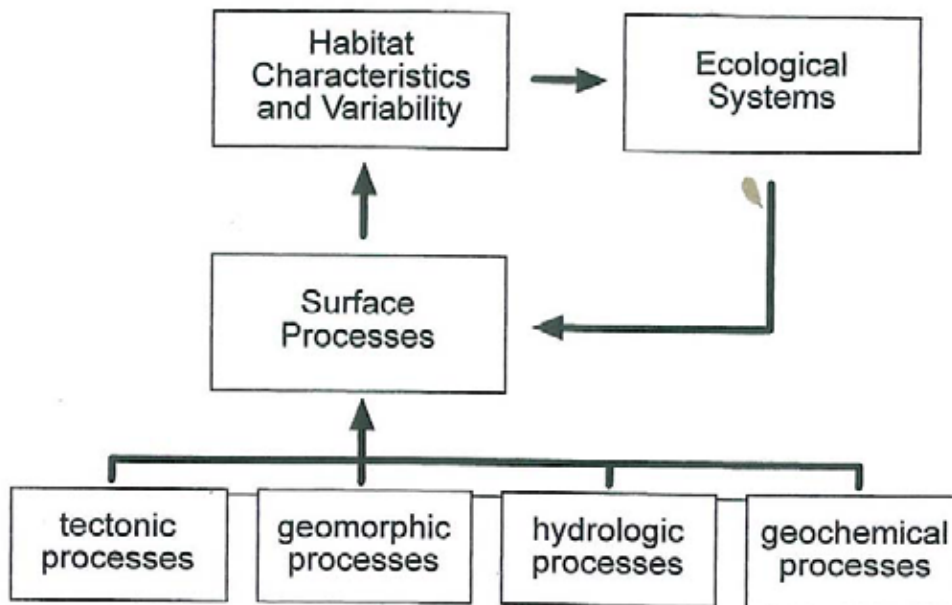 Habitat
Characteristics
and Variability
Ecological
Systems
Surface
Processes
tectonic
processes
geomorphic
processes
hydrologic
processes
geochemical
processes